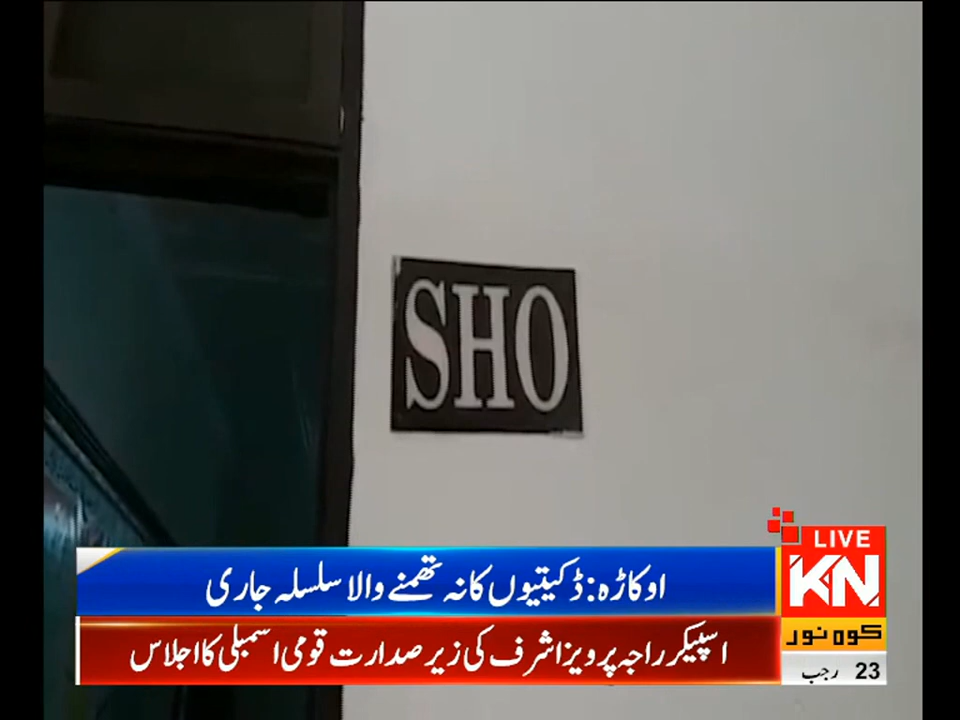 SHO
LIVE
KN
اوکاڑہ: ڈکیتیوں کا نہ تھمنے والا سلسلہ جاری
کوہ نور
اسپیکر راجہ پرویز اشرف کی زیر صدارت قومی اسمبلی کا اجلاس
23 رجب